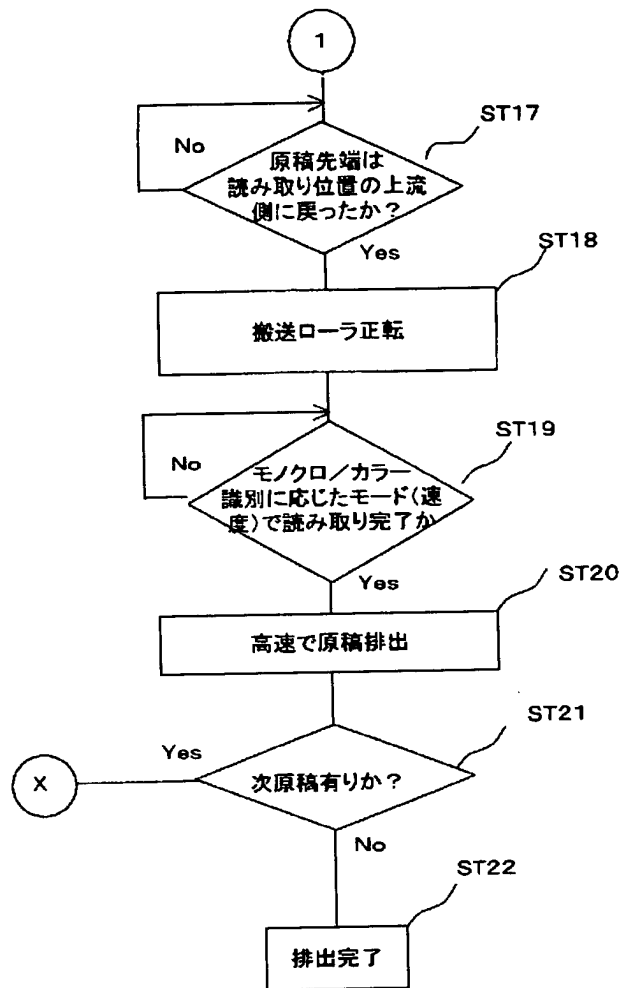 1
ST17
No
原稿先端は
読み取り位置の上流
側に戻ったか？
Yes
ST18
搬送ローラ正転
ST19
No
モノクロ／カラー
識別に応じたモード（速
度）で読み取り完了か
Yes
ST20
高速で原稿排出
ST21
Yes
X
次原稿有りか？
No
ST22
排出完了